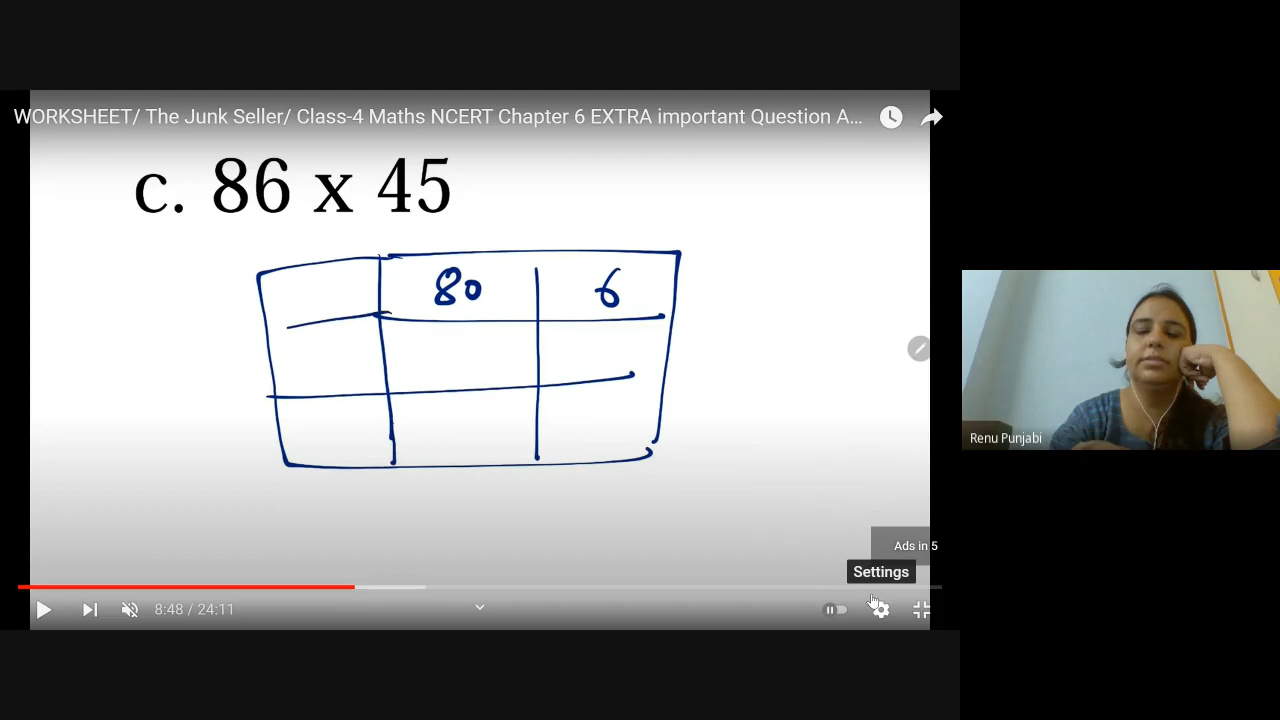 WORKSHEET/ The Junk Seller/ Class-4 Maths NCERT Chapter 6 EXTRA important Question A...
c. 86 x 45
80 6
Renu Punjabi
Ads in 5
Settings
8:48 / 24:11